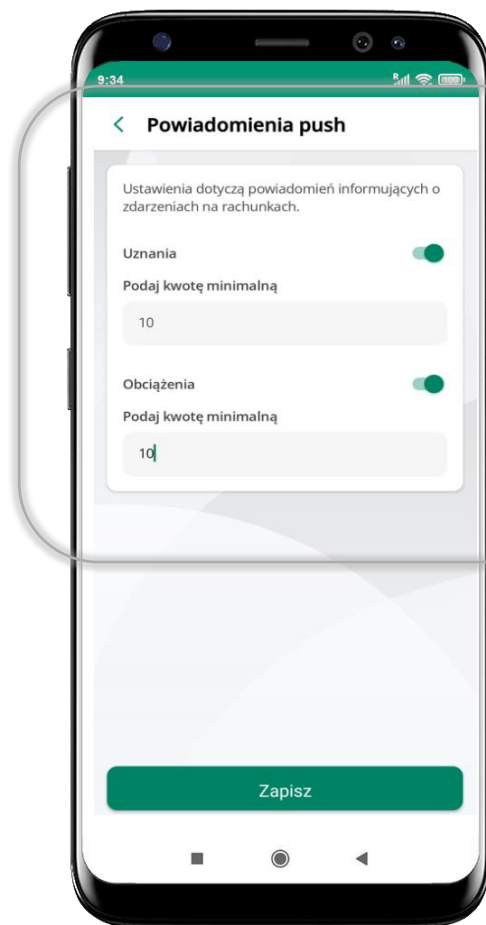 9:34
R
Powiadomienia push
Ustawienia dotyczą powiadomień informujących o
zdarzeniach na rachunkach.
Uznania
Podaj kwotę minimalną
10
Obciążenia
Podaj kwotę minimalną
10
Zapisz